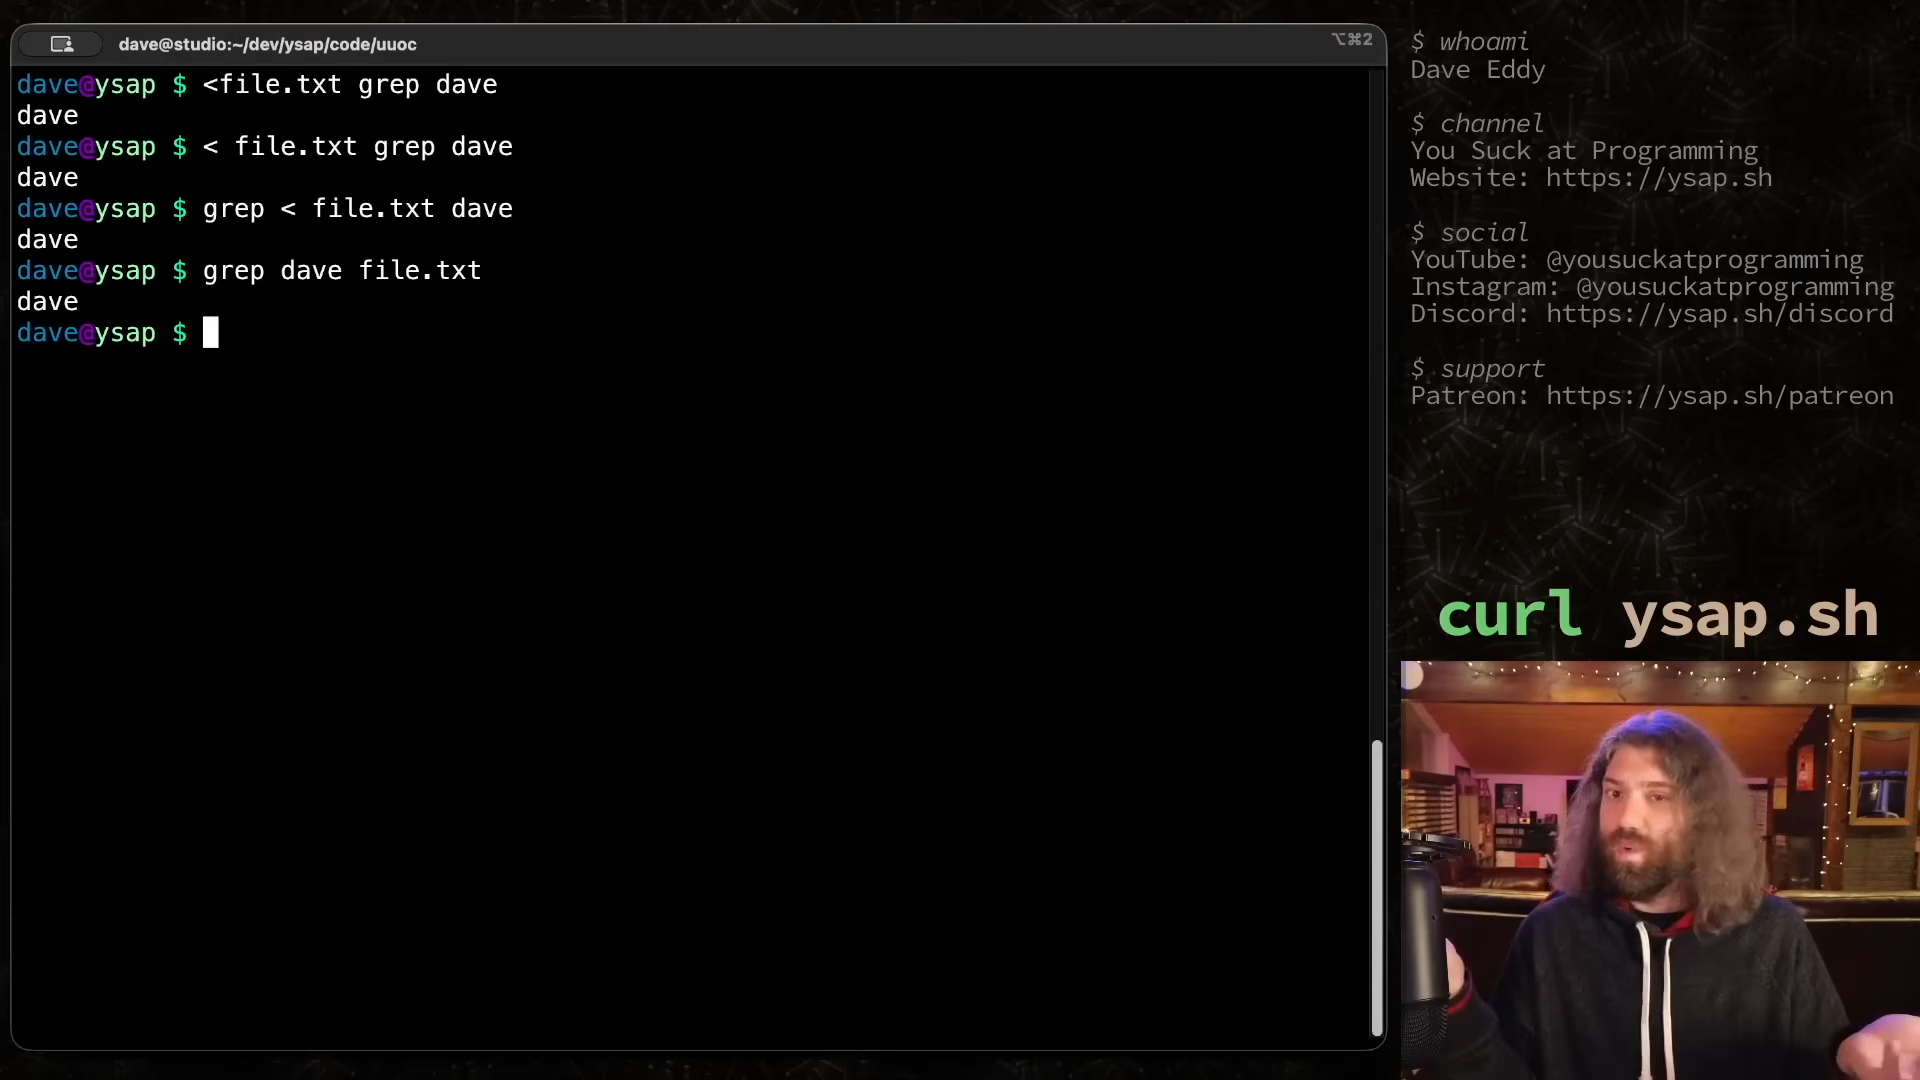 dave@studio:~/dev/ysap/code/uuoc
⌥⌘2
dave@ysap $ <file.txt grep dave
dave
dave@ysap $ < file.txt grep dave
dave
dave@ysap $ grep < file.txt dave
dave
dave@ysap $ grep dave file.txt
dave
dave@ysap $
$ whoami
Dave Eddy
$ channel
You Suck at Programming
Website: https://ysap.sh
$ social
YouTube: @yousuckatprogramming
Instagram: @yousuckatprogramming
Discord: https://ysap.sh/discord
$ support
Patreon: https://ysap.sh/patreon
curl ysap.sh